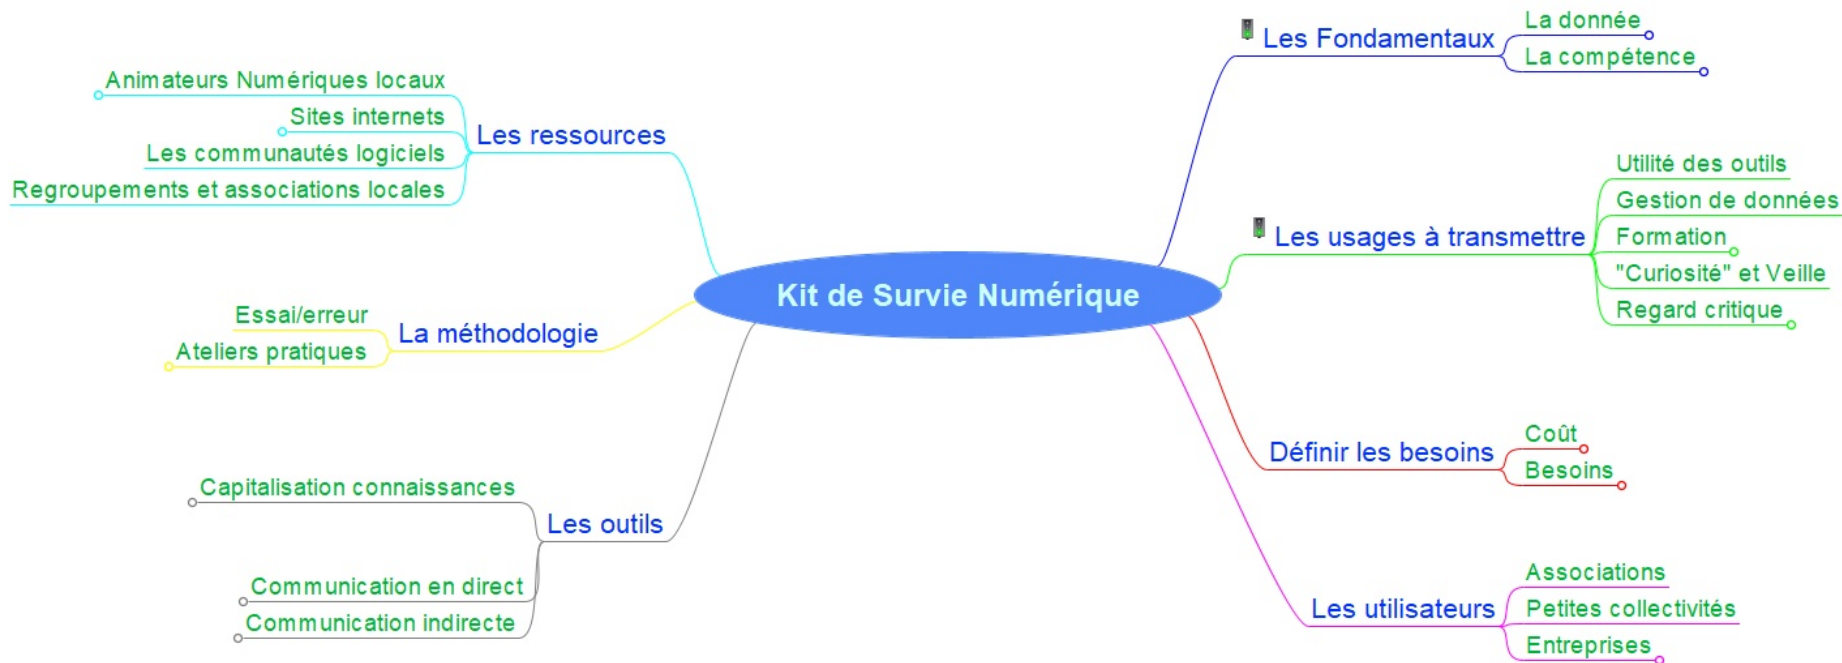 Kit de Survie Numérique
Les Fondamentaux
La donnée
La compétence
Les usages à transmettre
Utilité des outils
Gestion de données
Formation
"Curiosité" et Veille
Regard critique
Définir les besoins
Coût
Besoins
Les utilisateurs
Associations
Petites collectivités
Entreprises
Les ressources
Animateurs Numériques locaux
Sites internets
Les communautés logiciels
Regroupements et associations locales
La méthodologie
Essai/erreur
Ateliers pratiques
Les outils
Capitalisation connaissances
Communication en direct
Communication indirecte